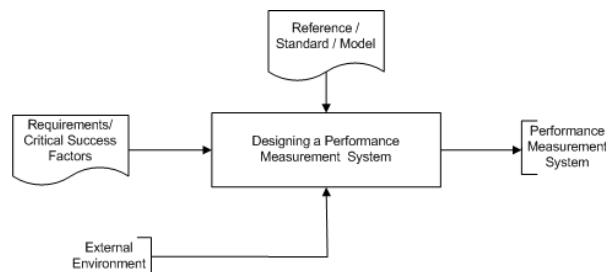 Reference /
Standard / Model
Requirements/
Critical Success
Factors
Designing a Performance
Measurement System
Performance
Measurement
System
External
Environment